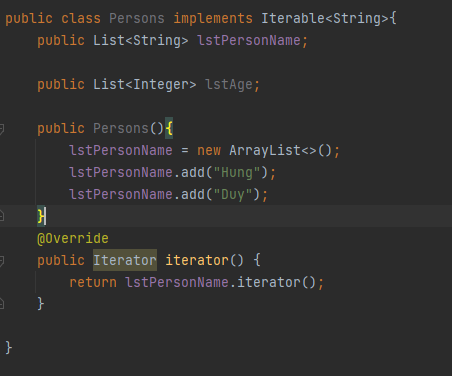 public class Persons implements Iterable<String>{
public List<String> lstPersonName;
public List<Integer> lstAge;
public Persons(){
lstPersonName = new ArrayList<>();
lstPersonName.add("Hung");
lstPersonName.add("Duy");
}
@Override
public Iterator iterator() {
return lstPersonName.iterator();
}
}